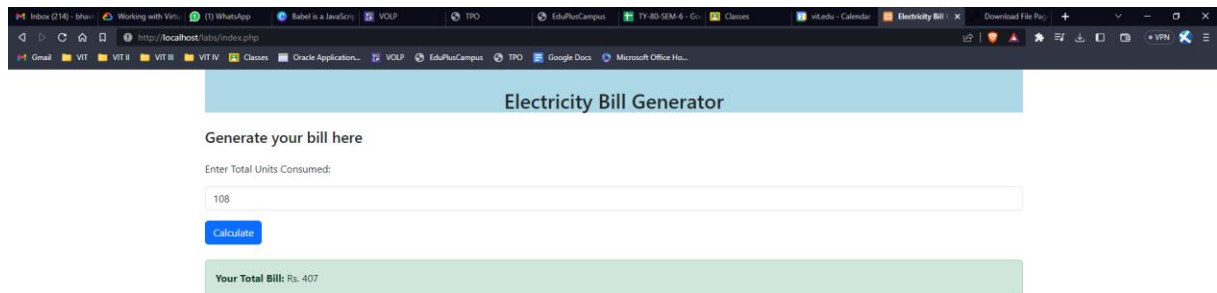 Inbox (214) - bhav
Working with Virtu
(1) WhatsApp
Babel is a JavaScrip
VOLP
TPO
EduPlusCampus
TY-80-SEM-6 - Go
Classes
vit.edu - Calendar
Electricity Bill
Download File Pag
http://localhost/labs/index.php
VPN
Gmail VIT VIT II VIT III VIT IV Classes Oracle Application... VOLP EduPlusCampus TPO Google Docs Microsoft Office Ho...
Electricity Bill Generator
Generate your bill here
Enter Total Units Consumed:
108
Calculate
Your Total Bill: Rs. 407